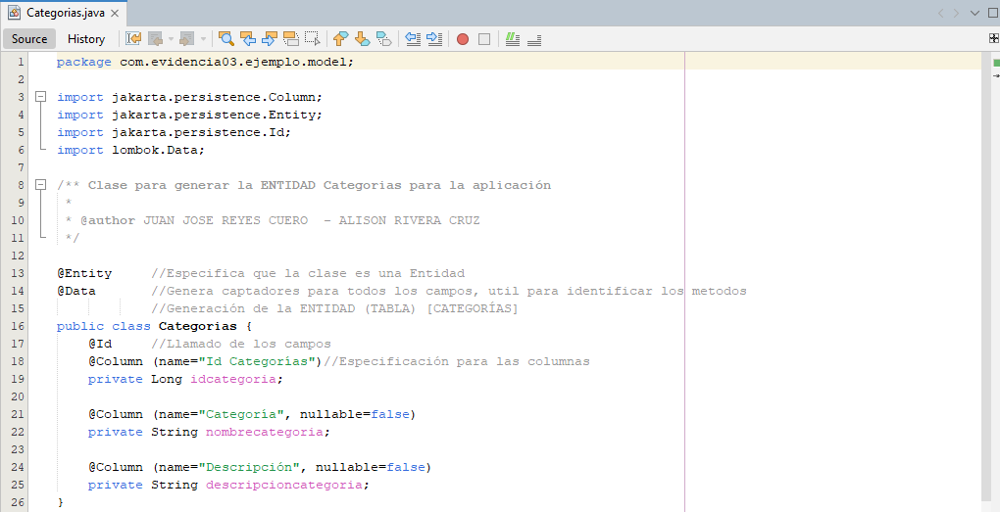 Categorias.java
Source History
1 package com.evidencia03.ejemplo.model;
2
3 import jakarta.persistence.Column;
4 import jakarta.persistence.Entity;
5 import jakarta.persistence.Id;
6 import lombok.Data;
7
8 /** Clase para generar la ENTIDAD Categorias para la aplicación
9 *
10 * @author JUAN JOSE REYES CUERO - ALISON RIVERA CRUZ
11 */
12
13 @Entity //Especifica que la clase es una Entidad
14 @Data //Genera captadores para todos los campos, util para identificar los metodos
15 //Generación de la ENTIDAD (TABLA) [CATEGORÍAS]
16 public class Categorias {
17 @Id //Llamado de los campos
18 @Column (name="Id Categorías")//Especificación para las columnas
19 private Long idcategoria;
20
21 @Column (name="Categoría", nullable=false)
22 private String nombrecategoria;
23
24 @Column (name="Descripción", nullable=false)
25 private String descripcioncategoria;
26 }